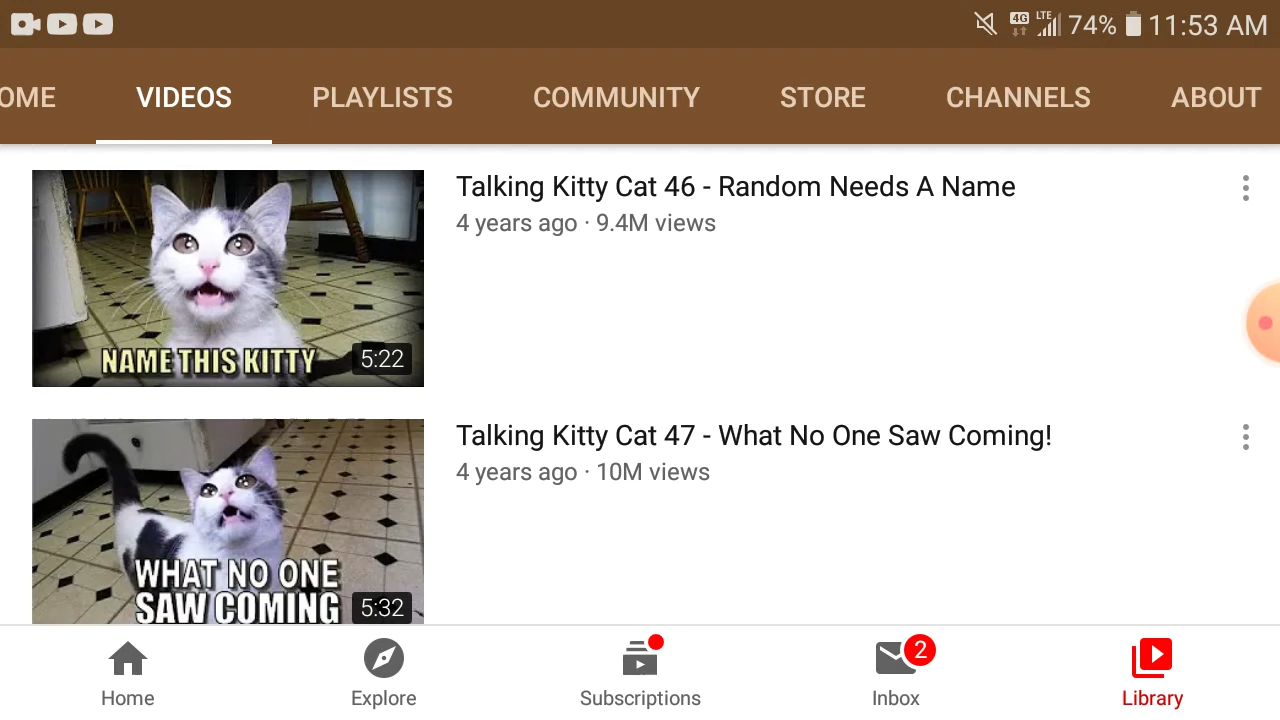 4G LTE 74% 11:53 AM
OME VIDEOS PLAYLISTS COMMUNITY STORE CHANNELS ABOUT
Talking Kitty Cat 46 - Random Needs A Name
4 years ago · 9.4M views
NAME THIS KITTY
5:22
Talking Kitty Cat 47 - What No One Saw Coming!
4 years ago · 10M views
WHAT NO ONE
SAW COMING
5:32
2
Home Explore Subscriptions Inbox Library